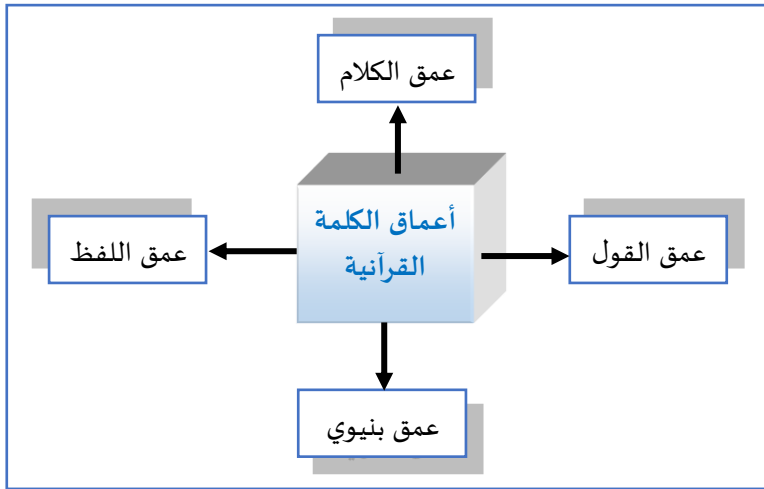 عمق الكلام
أعماق الكلمة
القرآنية
عمق القول
عمق اللفظ
عمق بنيوي